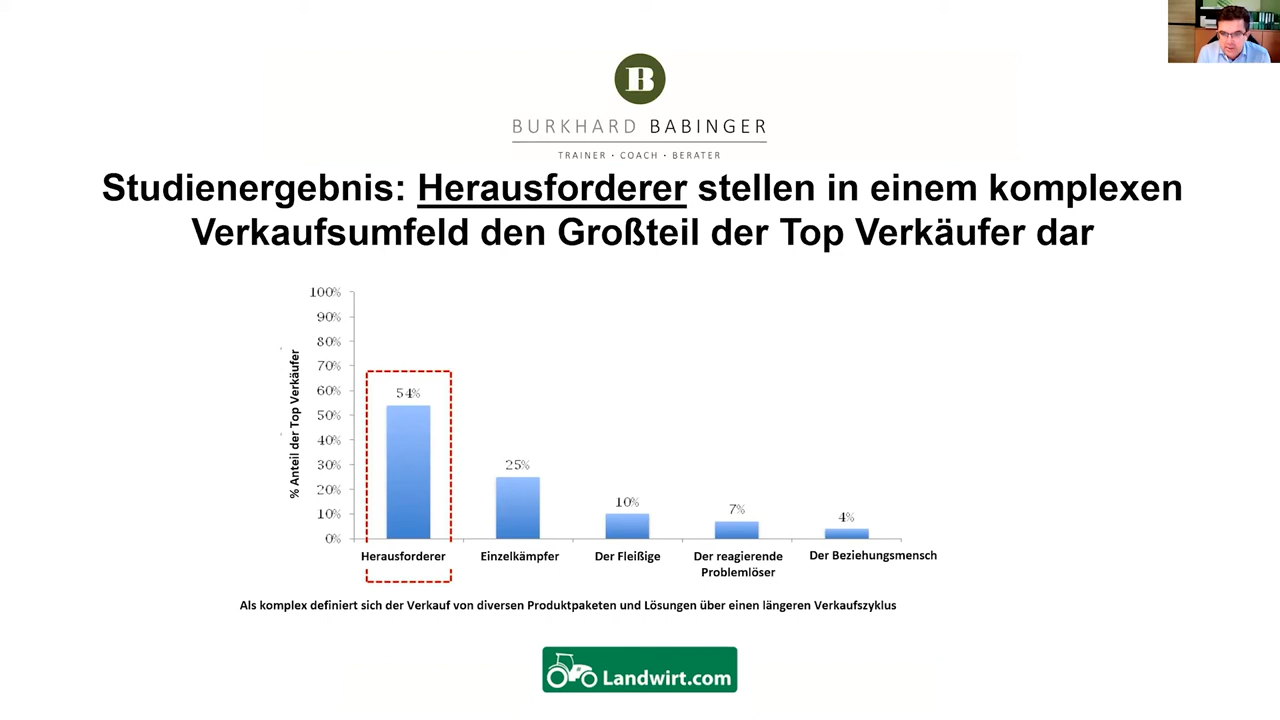 B
BURKHARD BABINGER
TRAINER · COACH · BERATER
Studienergebnis: Herausforderer stellen in einem komplexen
Verkaufsumfeld den Großteil der Top Verkäufer dar
% Anteil der Top Verkäufer
100%
90%
80%
70%
60%
50%
40%
30%
20%
10%
0%
54%
25%
10%
7%
4%
Herausforderer
Einzelkämpfer
Der Fleißige
Der reagierende
Problemlöser
Der Beziehungsmensch
Als komplex definiert sich der Verkauf von diversen Produktpaketen und Lösungen über einen längeren Verkaufszyklus
Landwirt.com